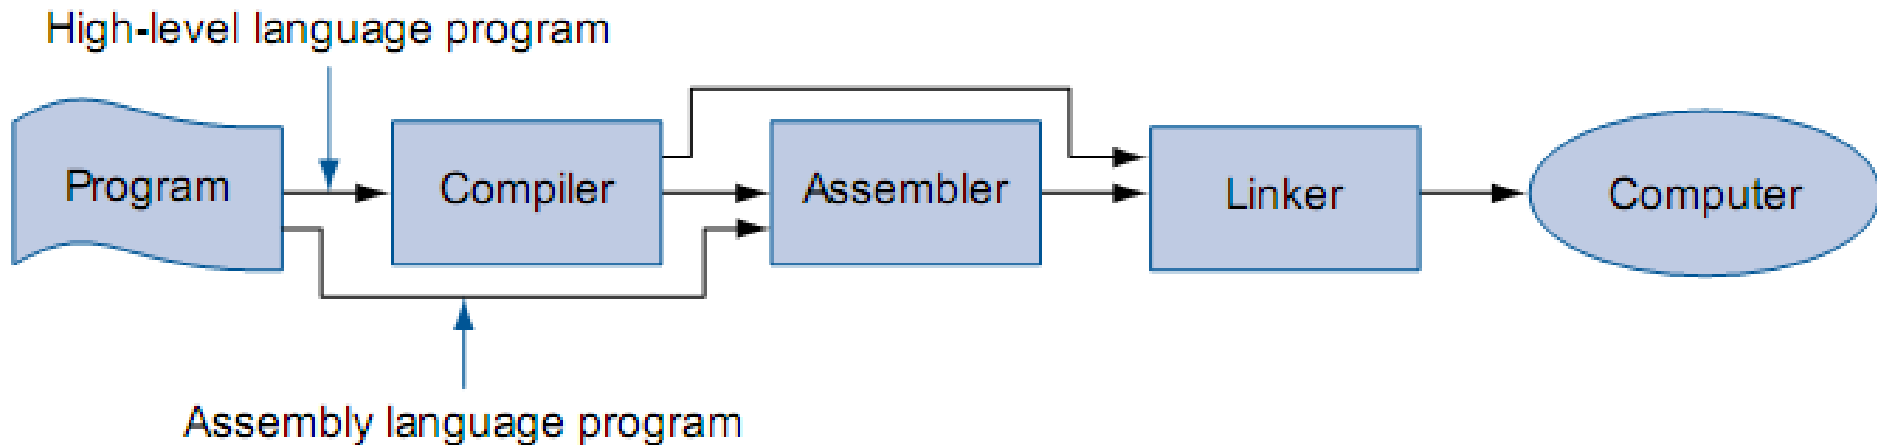 High-level language program
Program
Compiler
Assembler
Linker
Computer
Assembly language program